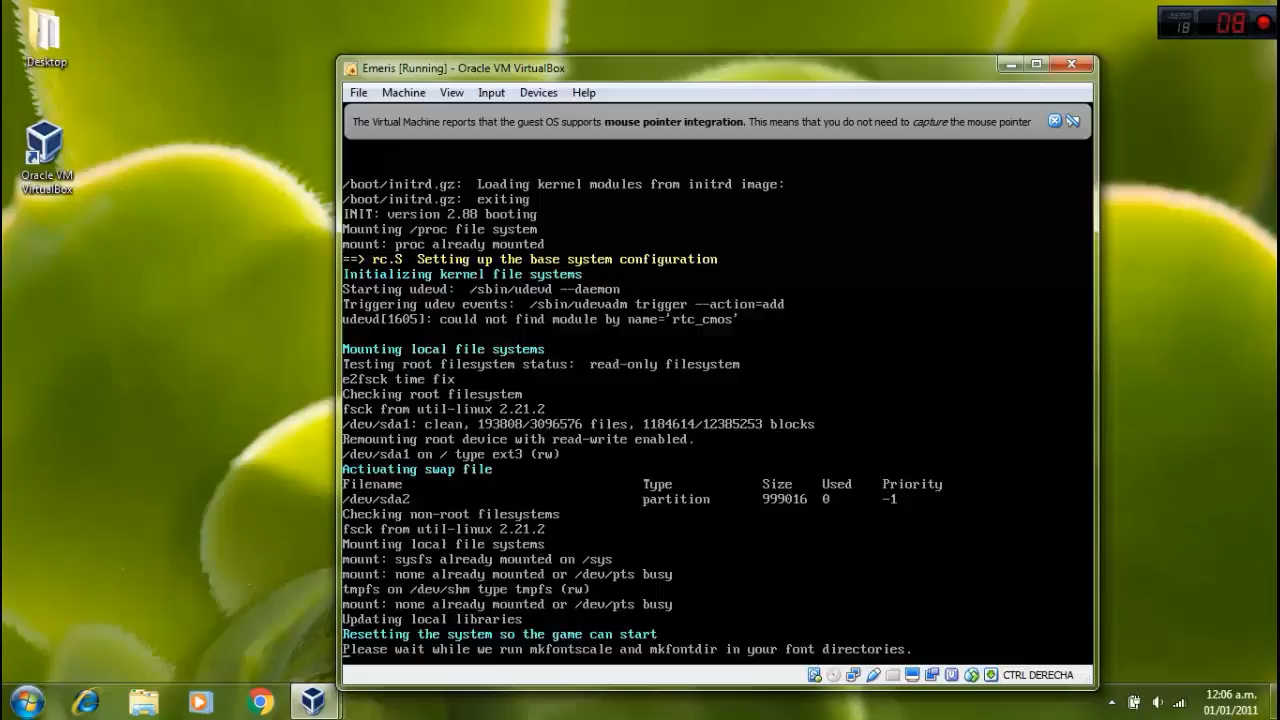 Desktop
Oracle VM
VirtualBox
18
08
Emeris [Running] - Oracle VM VirtualBox
File Machine View Input Devices Help
The Virtual Machine reports that the guest OS supports mouse pointer integration. This means that you do not need to capture the mouse pointer
/boot/initrd.gz:  Loading kernel modules from initrd image:
/boot/initrd.gz:  exiting
INIT: version 2.88 booting
Mounting /proc file system
mount: proc already mounted
==> rc.S  Setting up the base system configuration
Initializing kernel file systems
Starting udevd:  /sbin/udevd --daemon
Triggering udev events:  /sbin/udevadm trigger --action=add
udevd[1605]: could not find module by name='rtc_cmos'
Mounting local file systems
Testing root filesystem status:  read-only filesystem
e2fsck time fix
Checking root filesystem
fsck from util-linux 2.21.2
/dev/sda1: clean, 193808/3096576 files, 1184614/12385253 blocks
Remounting root device with read-write enabled.
/dev/sda1 on / type ext3 (rw)
Activating swap file
Filename Type Size Used Priority
/dev/sda2 partition 999016 0 -1
Checking non-root filesystems
fsck from util-linux 2.21.2
Mounting local file systems
mount: sysfs already mounted on /sys
mount: none already mounted or /dev/pts busy
tmpfs on /dev/shm type tmpfs (rw)
mount: none already mounted or /dev/pts busy
Updating local libraries
Resetting the system so the game can start
Please wait while we run mkfontscale and mkfontdir in your font directories.
CTRL DERECHA
12:06 a.m.
01/01/2011